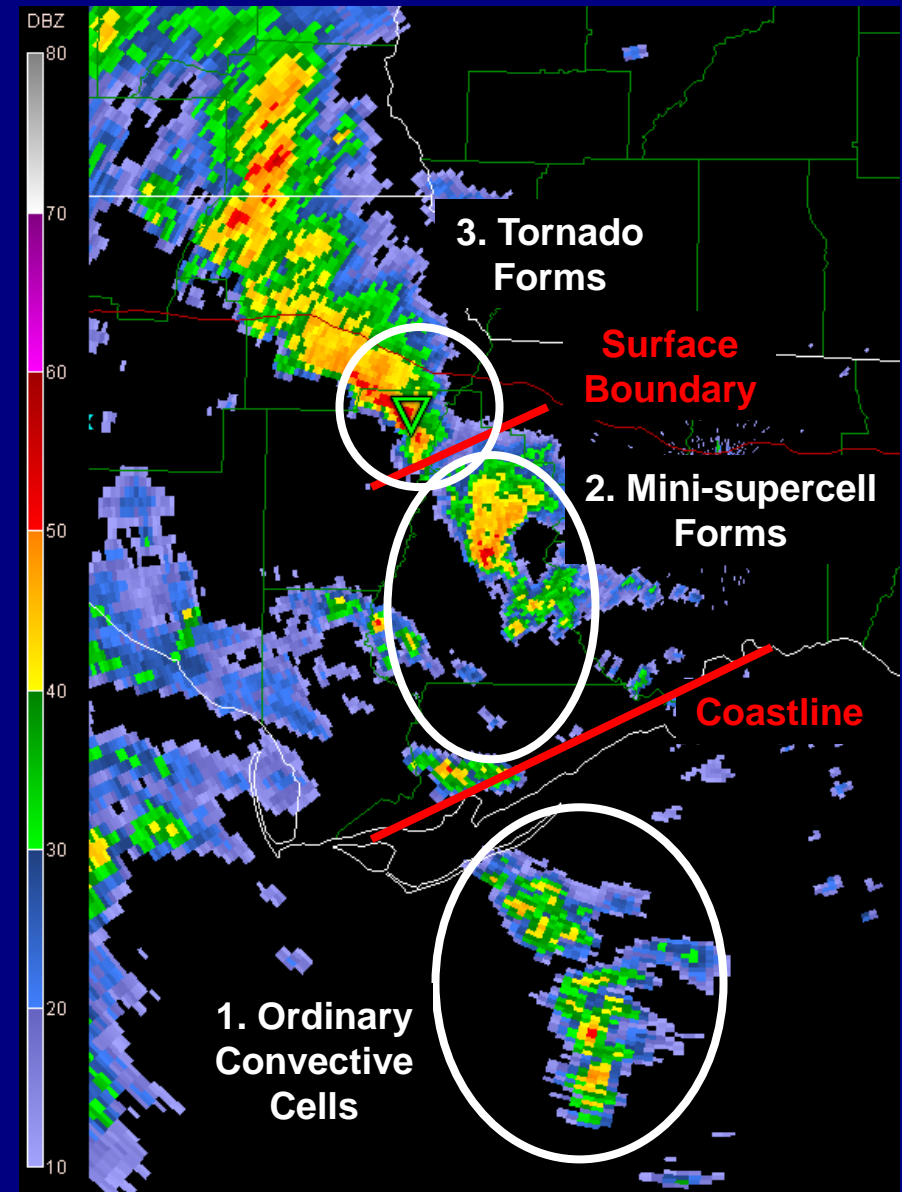 DBZ
80
70
60
50
40
30
20
10
3. Tornado
Forms
Surface
Boundary
2. Mini-supercell
Forms
Coastline
1. Ordinary
Convective
Cells